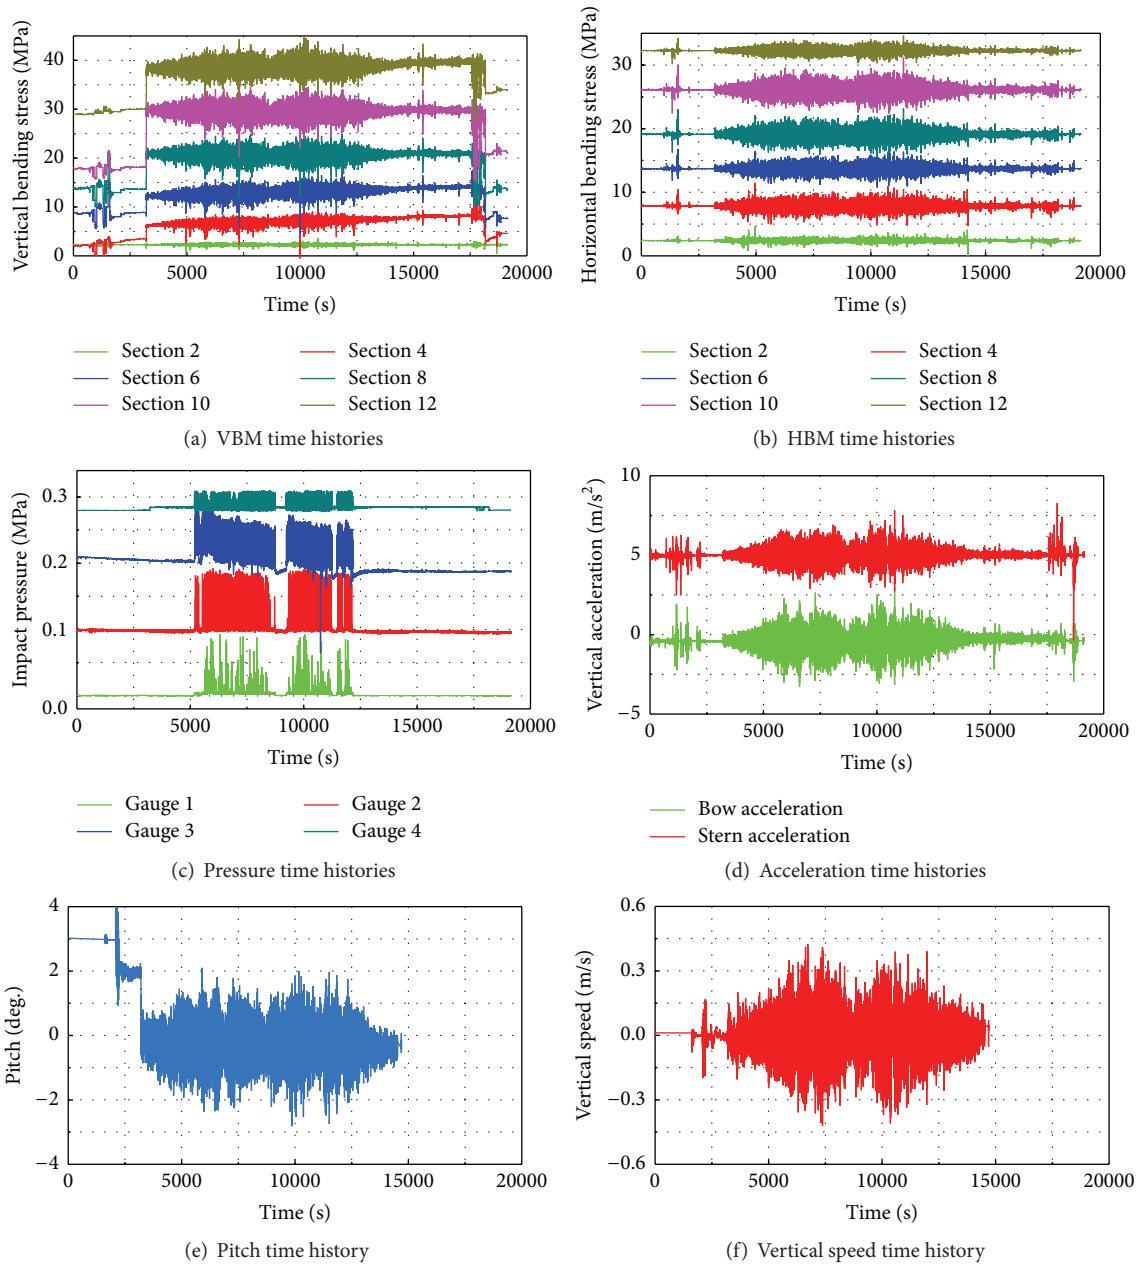 Vertical bending stress (MPa)
40
30
20
10
0
0 5000 10000 15000 20000
Time (s)
Section 2 Section 4
Section 6 Section 8
Section 10 Section 12
(a) VBM time histories
Horizontal bending stress (MPa)
30
20
10
0
0 5000 10000 15000 20000
Time (s)
Section 2 Section 4
Section 6 Section 8
Section 10 Section 12
(b) HBM time histories
Impact pressure (MPa)
0.3
0.2
0.1
0.0
0 5000 10000 15000 20000
Time (s)
Gauge 1 Gauge 2
Gauge 3 Gauge 4
(c) Pressure time histories
Vertical acceleration (m/s²)
10
5
0
−5
0 5000 10000 15000 20000
Time (s)
Bow acceleration
Stern acceleration
(d) Acceleration time histories
Pitch (deg.)
4
2
0
−2
−4
0 5000 10000 15000 20000
Time (s)
(e) Pitch time history
Vertical speed (m/s)
0.6
0.3
0.0
−0.3
−0.6
0 5000 10000 15000 20000
Time (s)
(f) Vertical speed time history